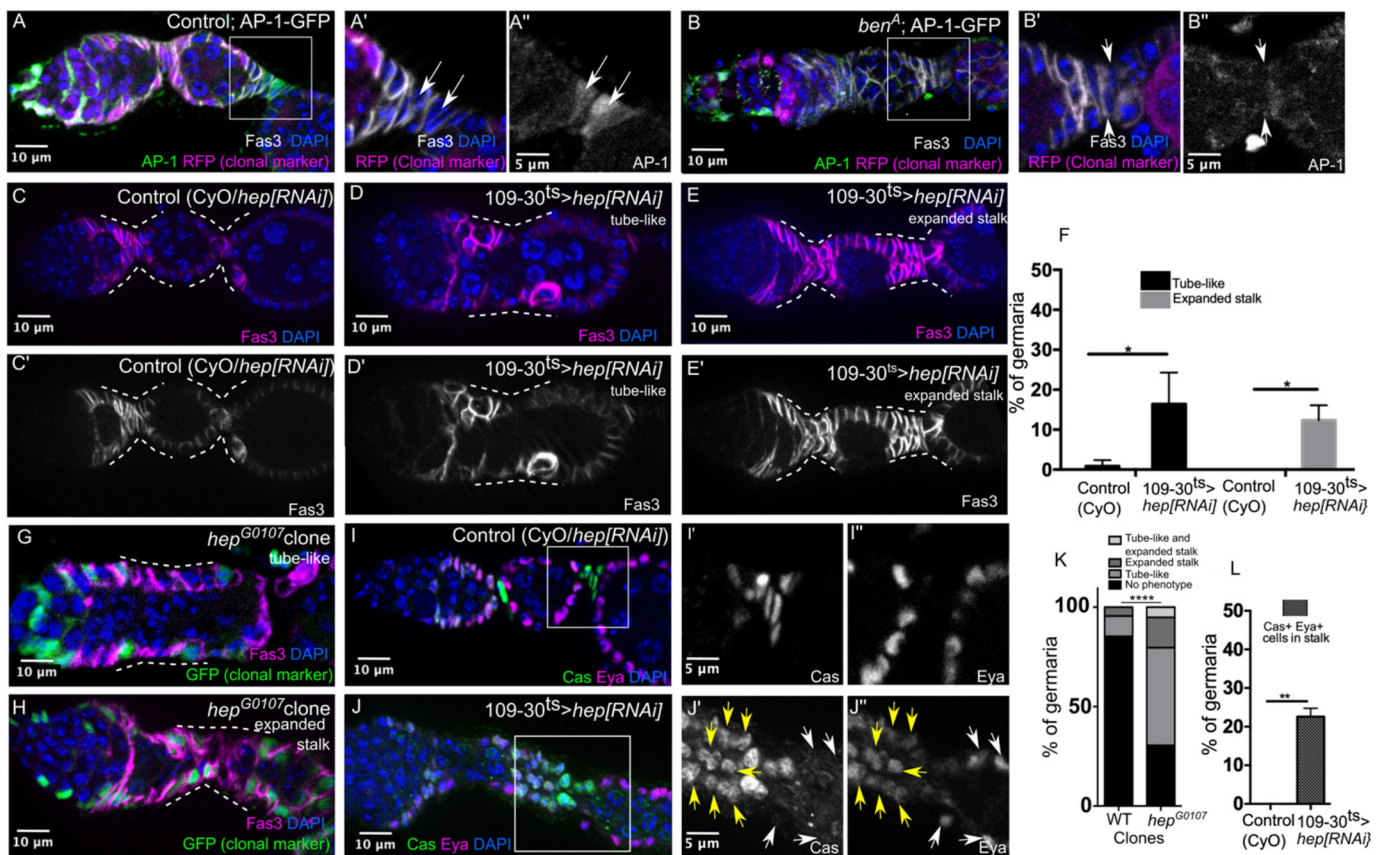 A Control; AP-1-GFP
Fas3 DAPI
10 µm AP-1 RFP (clonal marker)
A' Fas3 DAPI
RFP (Clonal marker)
A"
5 µm AP-1
B benA; AP-1-GFP
Fas3 DAPI
10 µm AP-1 RFP (clonal marker)
B' Fas3 DAPI
RFP (Clonal marker)
B"
5 µm AP-1
C Control (CyO/hep[RNAi])
10 µm Fas3 DAPI
D 109-30ts>hep[RNAi]
tube-like
10 µm Fas3 DAPI
E 109-30ts>hep[RNAi]
expanded stalk
10 µm Fas3 DAPI
C' Control (CyO/hep[RNAi])
Fas3
D' 109-30ts>hep[RNAi]
tube-like
Fas3
E' 109-30ts>hep[RNAi]
expanded stalk
Fas3
F
% of germaria
50
40
30
20
10
0
Tube-like
Expanded stalk
*
*
Control
(CyO)
109-30ts>
hep[RNAi]
Control
(CyO)
109-30ts>
hep[RNAi}
G hepG0107clone
tube-like
Fas3 DAPI
10 µm GFP (clonal marker)
H hepG0107clone
expanded
stalk
Fas3 DAPI
10 µm GFP (clonal marker)
I Control (CyO/hep[RNAi])
10 µm Cas Eya DAPI
I'
5 µm Cas
I"
Eya
J 109-30ts>hep[RNAi]
10 µm Cas Eya DAPI
J'
5 µm Cas
J"
Eya
K
Tube-like and
expanded stalk
Expanded stalk
Tube-like
No phenotype
****
% of germaria
100
50
0
WT hepG0107
Clones
L
% of germaria
50
40
30
20
10
0
Cas+ Eya+
cells in stalk
**
Control
(CyO)
109-30ts>
hep[RNAi}